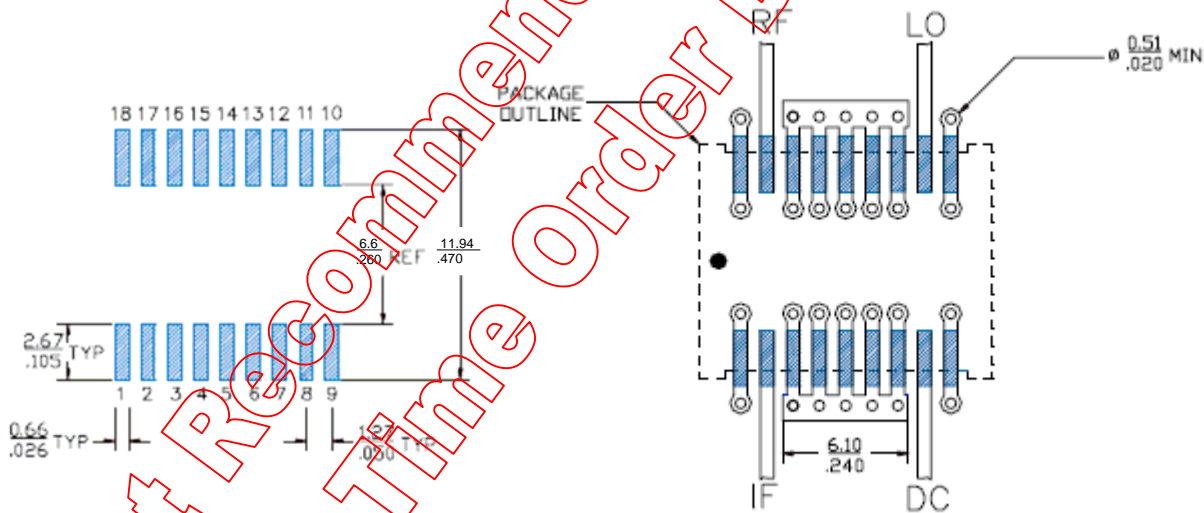 RF
LO
ø 0.51 MIN
.020
PACKAGE
OUTLINE
18 17 16 15 14 13 12 11 10
6.6
.260 REF
11.94
.470
2.67
.105 TYP
1 2 3 4 5 6 7 8 9
0.66
.026 TYP
1.27
.050 TYP
6.10
.240
IF
DC
t Recommen
Time Order